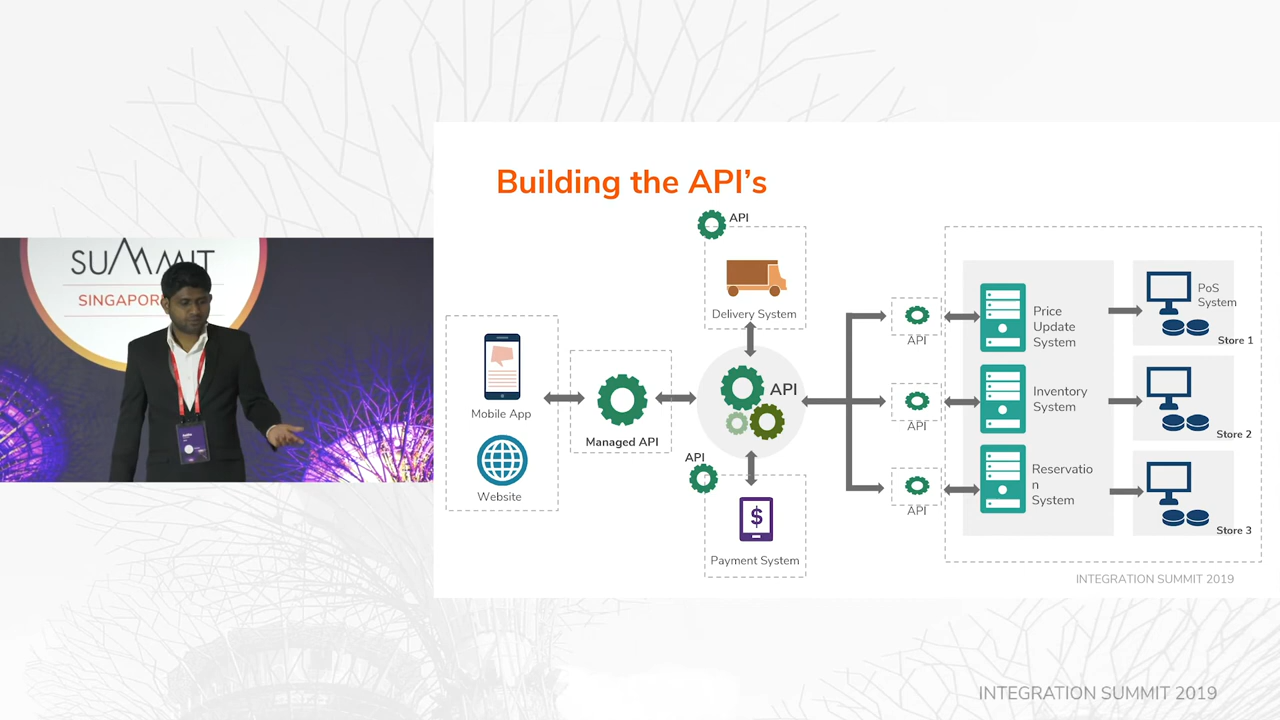 SUMMIT
SINGAPOR
Building the API's
API
Delivery System
Mobile App
Website
Managed API
API
API
Payment System
API
API
API
Price
Update
System
Inventory
System
Reservatio
n
System
PoS
System
Store 1
Store 2
Store 3
INTEGRATION SUMMIT 2019
INTEGRATION SUMMIT 2019